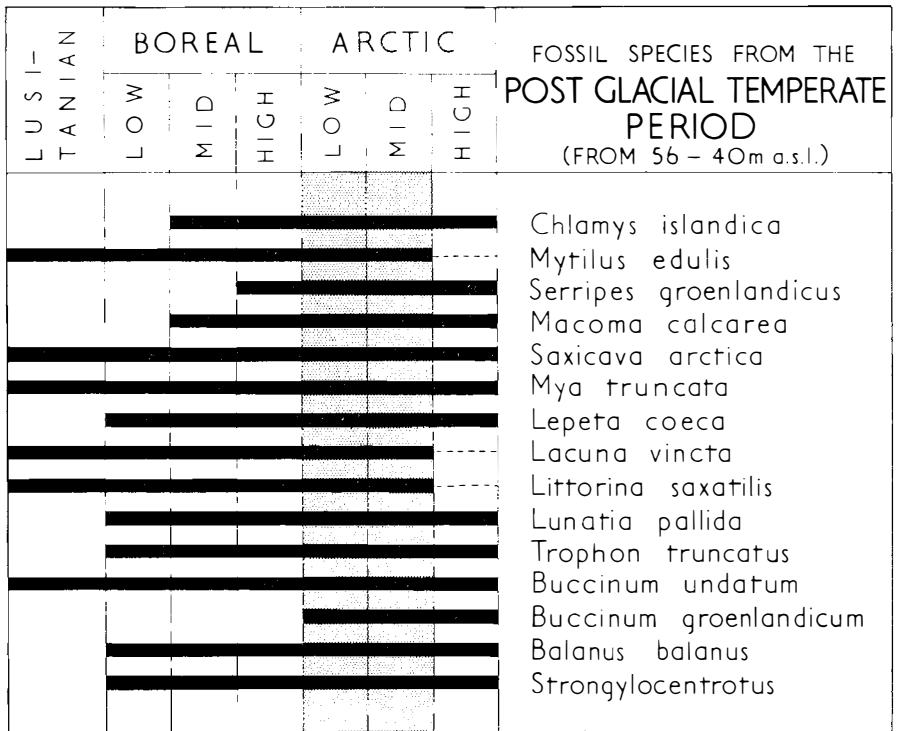 LUSI-
TANIAN
BOREAL
LOW
MID
HIGH
ARCTIC
LOW
MID
HIGH
FOSSIL SPECIES FROM THE
POST GLACIAL TEMPERATE
PERIOD
(FROM 56 – 40m a.s.l.)
Chlamys islandica
Mytilus edulis
Serripes groenlandicus
Macoma calcarea
Saxicava arctica
Mya truncata
Lepeta coeca
Lacuna vincta
Littorina saxatilis
Lunatia pallida
Trophon truncatus
Buccinum undatum
Buccinum groenlandicum
Balanus balanus
Strongylocentrotus